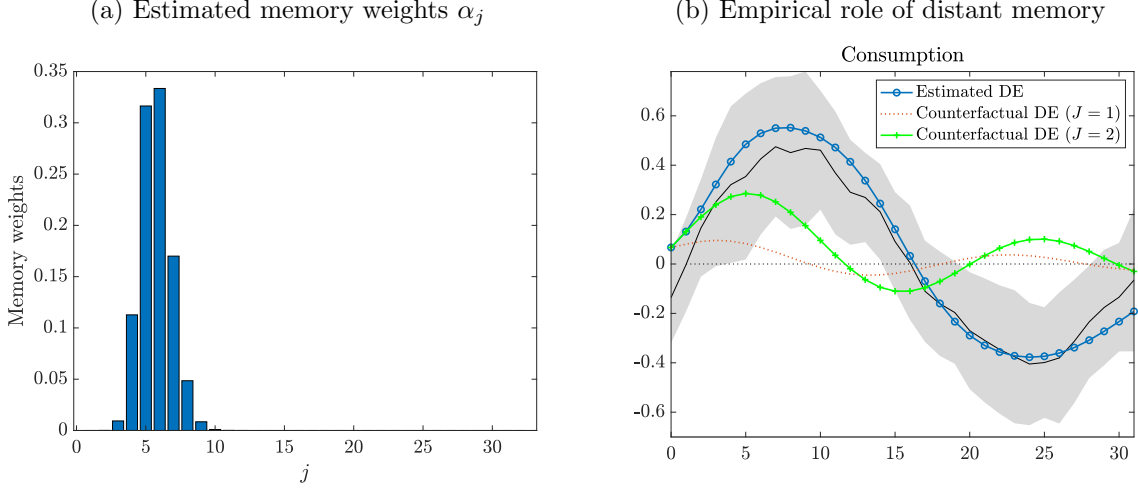 (a) Estimated memory weights αj
Memory weights
0.35
0.3
0.25
0.2
0.15
0.1
0.05
0
0 5 10 15 20 25 30
j
(b) Empirical role of distant memory
Consumption
Estimated DE
Counterfactual DE (J = 1)
Counterfactual DE (J = 2)
0.6
0.4
0.2
0
-0.2
-0.4
-0.6
0 5 10 15 20 25 30